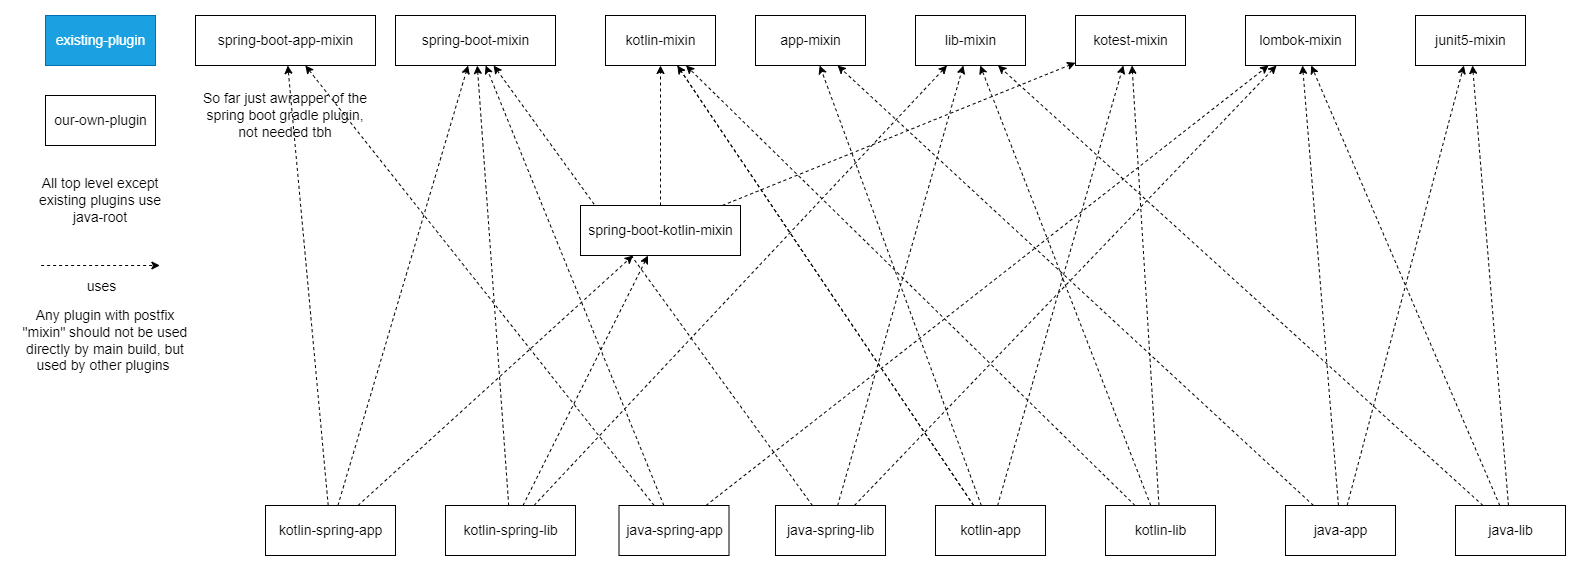 existing-plugin
spring-boot-app-mixin
spring-boot-mixin
kotlin-mixin
app-mixin
lib-mixin
kotest-mixin
lombok-mixin
junit5-mixin
our-own-plugin
So far just awrapper of the
spring boot gradle plugin,
not needed tbh
All top level except
existing plugins use
java-root
spring-boot-kotlin-mixin
uses
Any plugin with postfix
"mixin" should not be used
directly by main build, but
used by other plugins
kotlin-spring-app
kotlin-spring-lib
java-spring-app
java-spring-lib
kotlin-app
kotlin-lib
java-app
java-lib